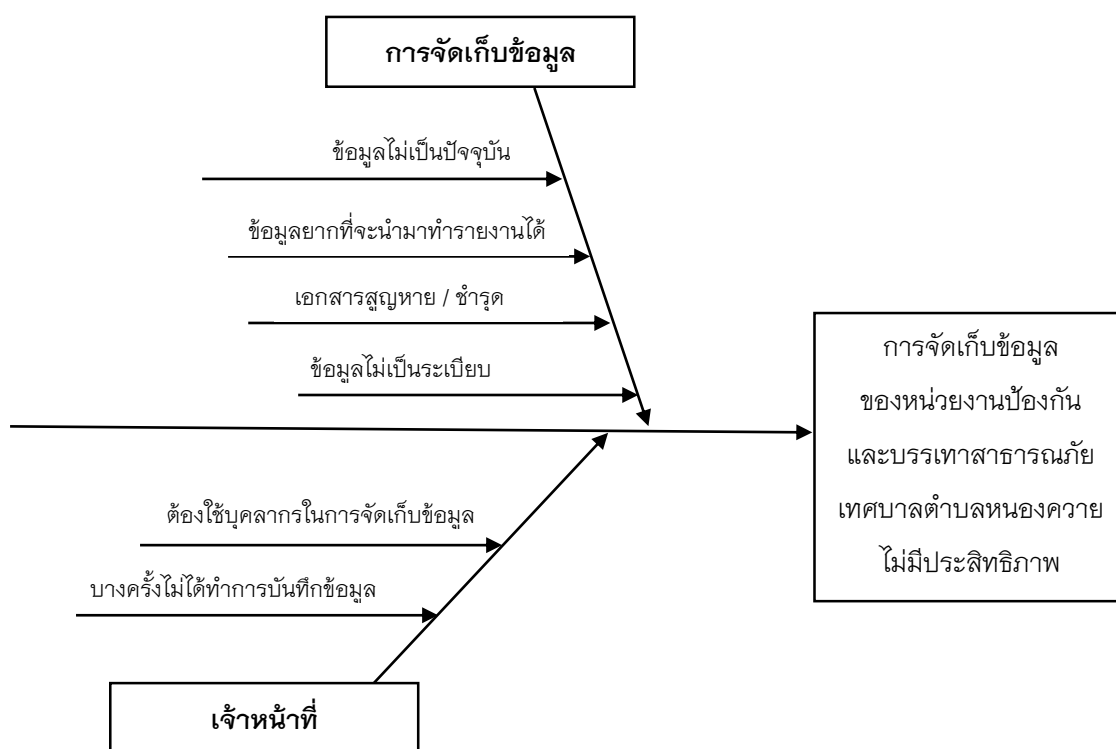 การจัดเก็บข้อมูล
ข้อมูลไม่เป็นปัจจุบัน
ข้อมูลยากที่จะนำมาทำรายงานได้
เอกสารสูญหาย / ชำรุด
ข้อมูลไม่เป็นระเบียบ
การจัดเก็บข้อมูล
ของหน่วยงานป้องกัน
และบรรเทาสาธารณภัย
เทศบาลตำบลหนองควาย
ไม่มีประสิทธิภาพ
ต้องใช้บุคลากรในการจัดเก็บข้อมูล
บางครั้งไม่ได้ทำการบันทึกข้อมูล
เจ้าหน้าที่